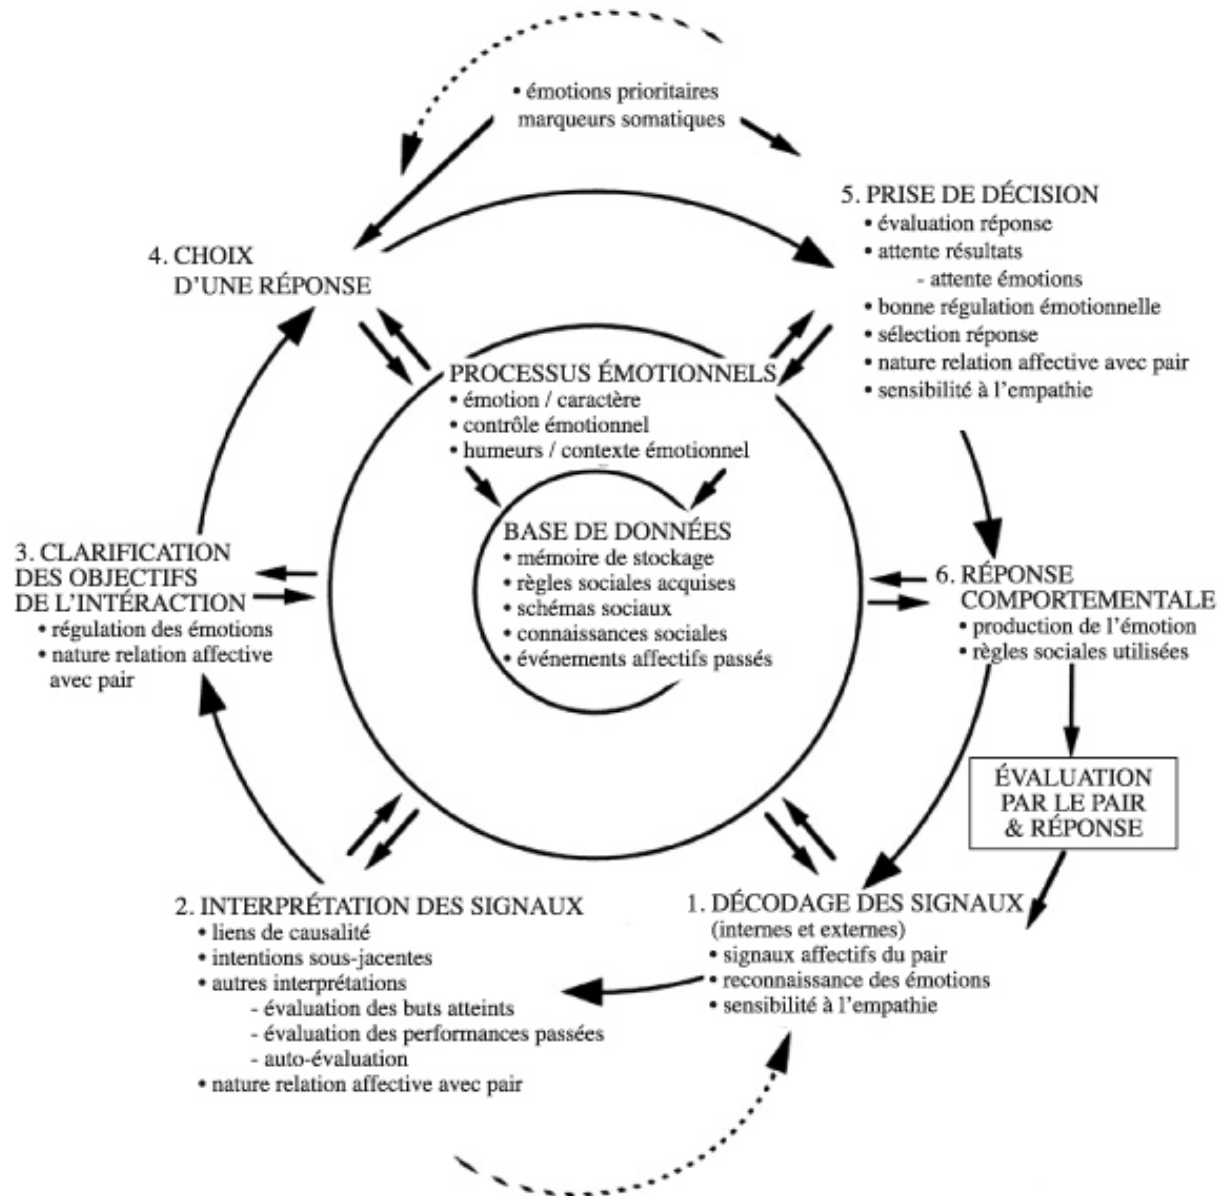 • émotions prioritaires
marqueurs somatiques
5. PRISE DE DÉCISION
• évaluation réponse
• attente résultats
- attente émotions
• bonne régulation émotionnelle
• sélection réponse
• nature relation affective avec pair
• sensibilité à l'empathie
4. CHOIX
D'UNE RÉPONSE
PROCESSUS ÉMOTIONNELS
• émotion / caractère
• contrôle émotionnel
• humeurs / contexte émotionnel
BASE DE DONNÉES
• mémoire de stockage
• règles sociales acquises
• schémas sociaux
• connaissances sociales
• événements affectifs passés
3. CLARIFICATION
DES OBJECTIFS
DE L'INTÉRACTION
• régulation des émotions
• nature relation affective
avec pair
6. RÉPONSE
COMPORTEMENTALE
• production de l'émotion
• règles sociales utilisées
ÉVALUATION
PAR LE PAIR
& RÉPONSE
2. INTERPRÉTATION DES SIGNAUX
• liens de causalité
• intentions sous-jacentes
• autres interprétations
- évaluation des buts atteints
- évaluation des performances passées
- auto-évaluation
• nature relation affective avec pair
1. DÉCODAGE DES SIGNAUX
(internes et externes)
• signaux affectifs du pair
• reconnaissance des émotions
• sensibilité à l'empathie